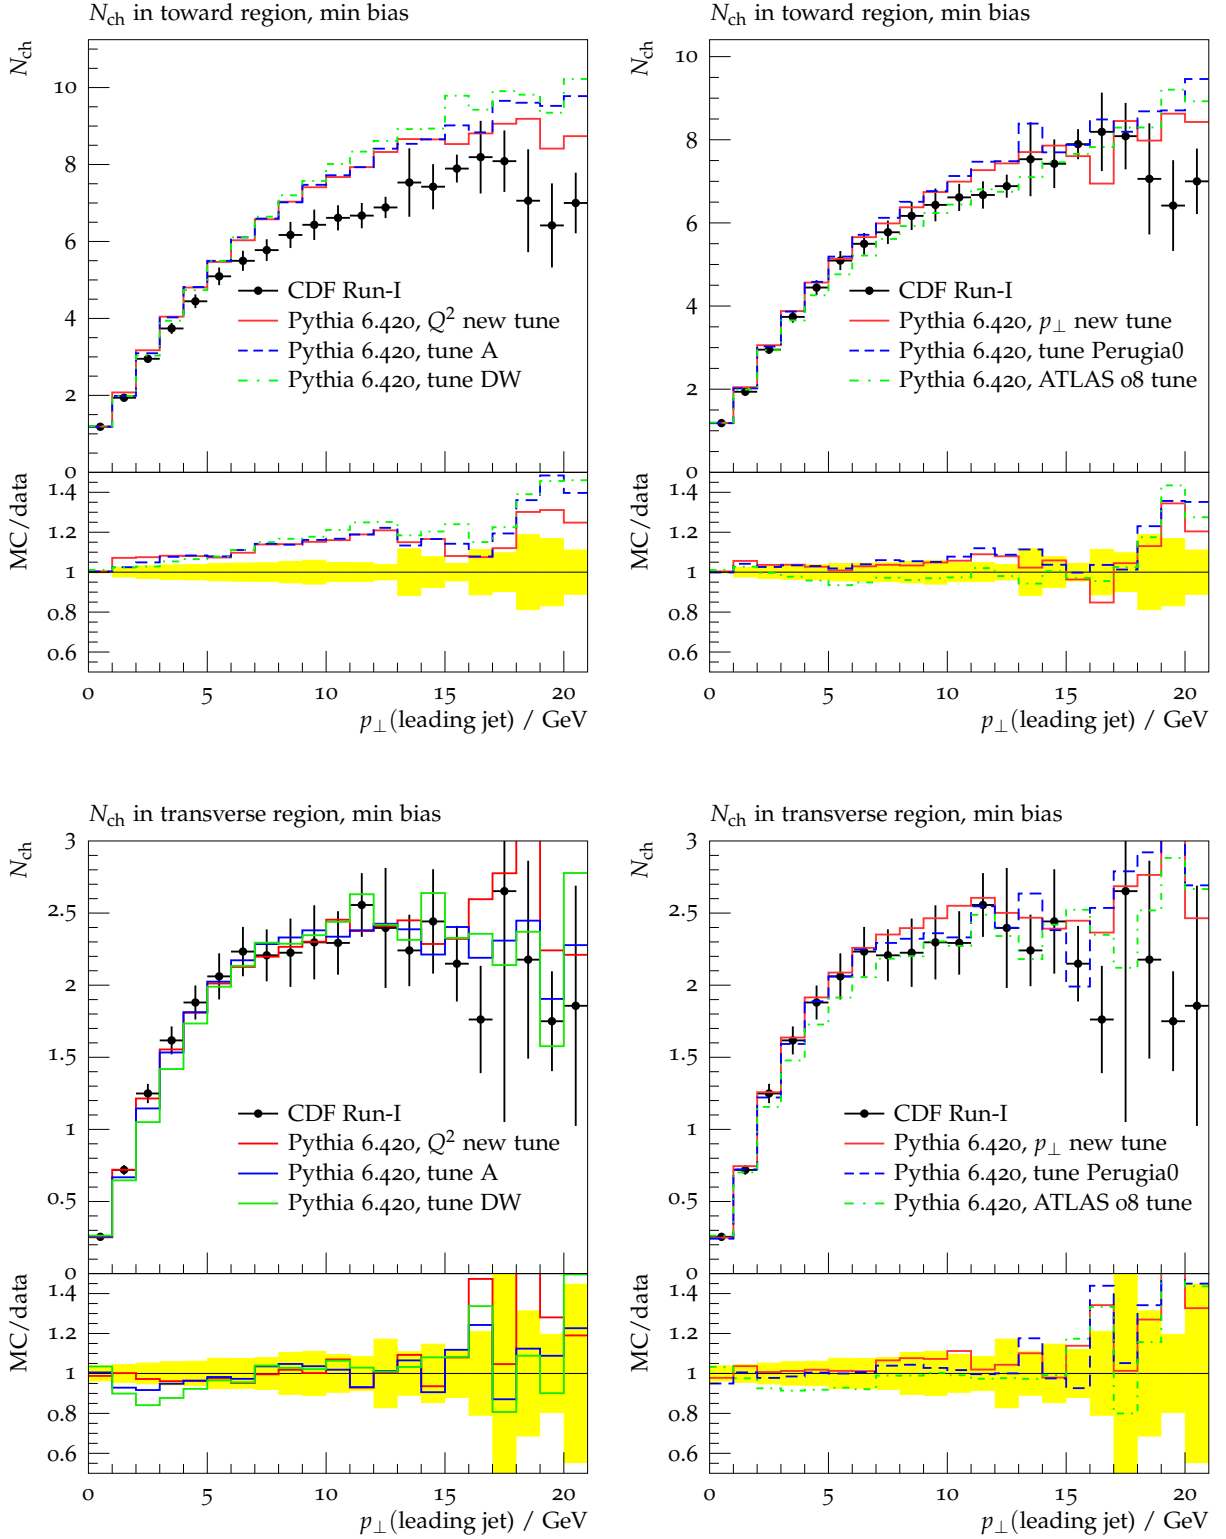 N_ch in toward region, min bias
N_ch
10
8
6
4
2
0
CDF Run-I
Pythia 6.420, Q² new tune
Pythia 6.420, tune A
Pythia 6.420, tune DW
MC/data
1.4
1.2
1
0.8
0.6
0 5 10 15 20
p⊥(leading jet) / GeV
N_ch in toward region, min bias
N_ch
10
8
6
4
2
0
CDF Run-I
Pythia 6.420, p⊥ new tune
Pythia 6.420, tune Perugia0
Pythia 6.420, ATLAS 08 tune
MC/data
1.4
1.2
1
0.8
0.6
0 5 10 15 20
p⊥(leading jet) / GeV
N_ch in transverse region, min bias
N_ch
3
2.5
2
1.5
1
0.5
0
CDF Run-I
Pythia 6.420, Q² new tune
Pythia 6.420, tune A
Pythia 6.420, tune DW
MC/data
1.4
1.2
1
0.8
0.6
0 5 10 15 20
p⊥(leading jet) / GeV
N_ch in transverse region, min bias
N_ch
3
2.5
2
1.5
1
0.5
0
CDF Run-I
Pythia 6.420, p⊥ new tune
Pythia 6.420, tune Perugia0
Pythia 6.420, ATLAS 08 tune
MC/data
1.4
1.2
1
0.8
0.6
0 5 10 15 20
p⊥(leading jet) / GeV